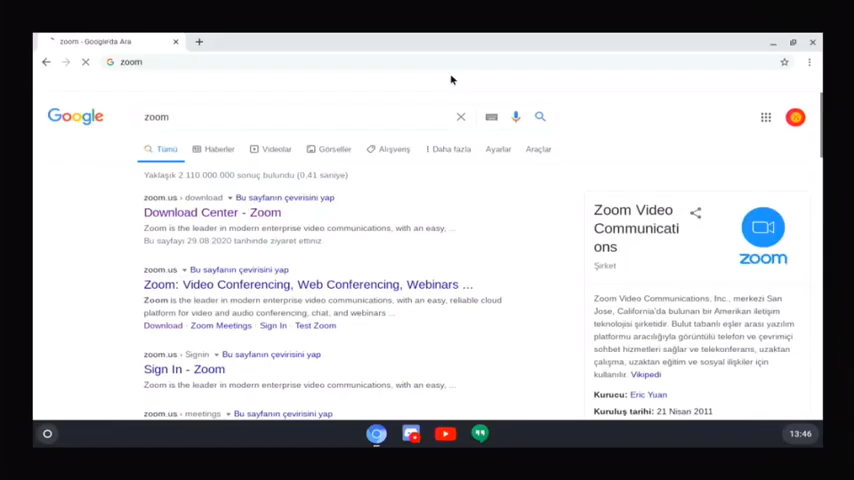 zoom - Google'da Ara
zoom
Google
zoom
Tümü Haberler Videolar Görseller Alışveriş Daha fazla Ayarlar Araçlar
Yaklaşık 2.110.000.000 sonuç bulundu (0,41 saniye)
zoom.us › download Bu sayfanın çevirisini yap
Download Center - Zoom
Zoom is the leader in modern enterprise video communications, with an easy, ...
Bu sayfayı 29.08.2020 tarihinde ziyaret ettiniz.
zoom.us Bu sayfanın çevirisini yap
Zoom: Video Conferencing, Web Conferencing, Webinars ...
Zoom is the leader in modern enterprise video communications, with an easy, reliable cloud
platform for video and audio conferencing, chat, and webinars ...
Download · Zoom Meetings · Sign In · Test Zoom
zoom.us › Signin Bu sayfanın çevirisini yap
Sign In - Zoom
Zoom is the leader in modern enterprise video communications, with an easy, ...
zoom.us › meetings Bu sayfanın çevirisini yap
Zoom Video
Communicati
ons
Şirket
zoom
Zoom Video Communications, Inc., merkezi San
Jose, California'da bulunan bir Amerikan iletişim
teknolojisi şirketidir. Bulut tabanlı eşler arası yazılım
platformu aracılığıyla görüntülü telefon ve çevrimiçi
sohbet hizmetleri sağlar ve telekonferans, uzaktan
çalışma, uzaktan eğitim ve sosyal ilişkiler için
kullanılır. Vikipedi
Kurucu: Eric Yuan
Kuruluş tarihi: 21 Nisan 2011
13:46